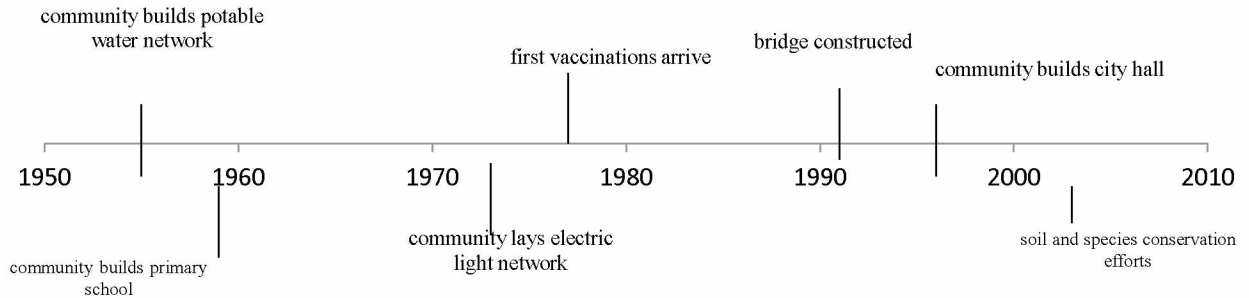 community builds potable
water network
first vaccinations arrive
bridge constructed
community builds city hall
1950 1960 1970 1980 1990 2000 2010
community builds primary
school
community lays electric
light network
soil and species conservation
efforts